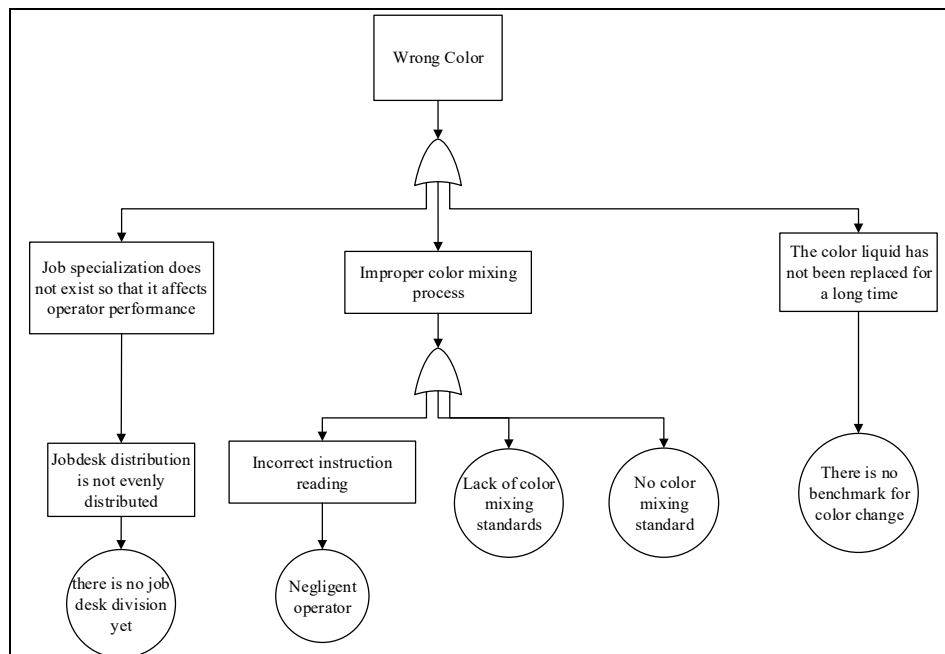 Wrong Color
Job specialization does
not exist so that it affects
operator performance
Improper color mixing
process
The color liquid has
not been replaced for
a long time
Jobdesk distribution
is not evenly
distributed
Incorrect instruction
reading
Lack of color
mixing
standards
No color
mixing
standard
There is no
benchmark for
color change
there is no job
desk division
yet
Negligent
operator